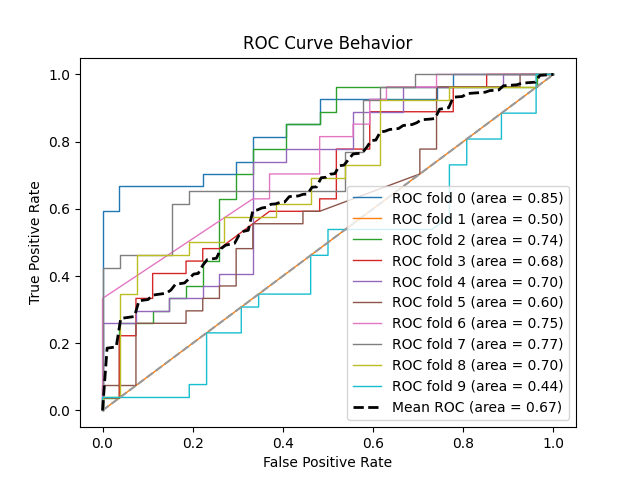 ROC Curve Behavior
True Positive Rate
1.0
0.8
0.6
0.4
0.2
0.0
ROC fold 0 (area = 0.85)
ROC fold 1 (area = 0.50)
ROC fold 2 (area = 0.74)
ROC fold 3 (area = 0.68)
ROC fold 4 (area = 0.70)
ROC fold 5 (area = 0.60)
ROC fold 6 (area = 0.75)
ROC fold 7 (area = 0.77)
ROC fold 8 (area = 0.70)
ROC fold 9 (area = 0.44)
Mean ROC (area = 0.67)
0.0 0.2 0.4 0.6 0.8 1.0
False Positive Rate